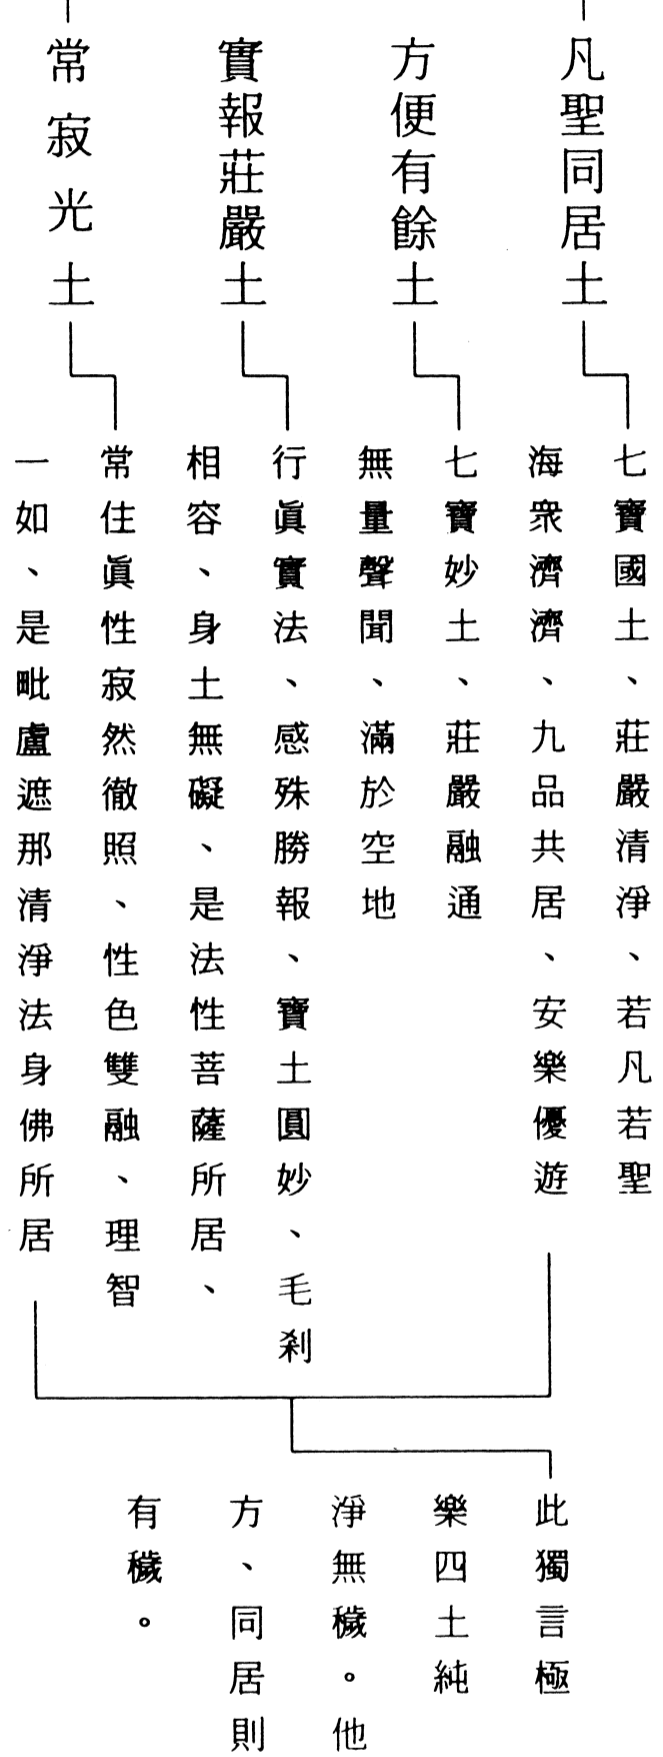 凡聖同居土
七寶國土、莊嚴清淨、若凡若聖
海衆濟濟、九品共居、安樂優遊
方便有餘土
七寶妙土、莊嚴融通
無量聲聞、滿於空地
實報莊嚴土
行眞實法、感殊勝報、寶土圓妙、毛剎
相容、身土無礙、是法性菩薩所居、
常寂光土
常住眞性寂然徹照、性色雙融、理智
一如、是毗盧遮那清淨法身佛所居
此獨言極
樂四土純
淨無穢。他
方、同居則
有穢。